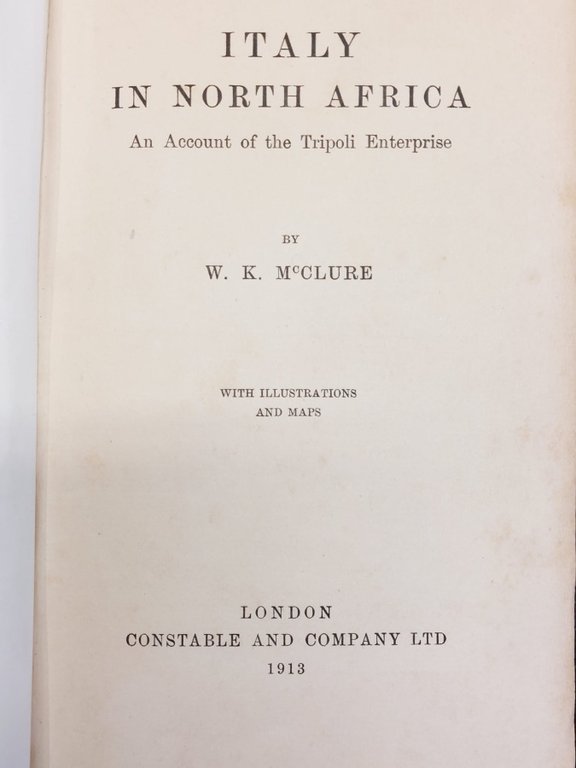 ITALY
IN NORTH AFRICA
An Account of the Tripoli Enterprise
BY
W. K. MᶜCLURE
WITH ILLUSTRATIONS
AND MAPS
LONDON
CONSTABLE AND COMPANY LTD
1913